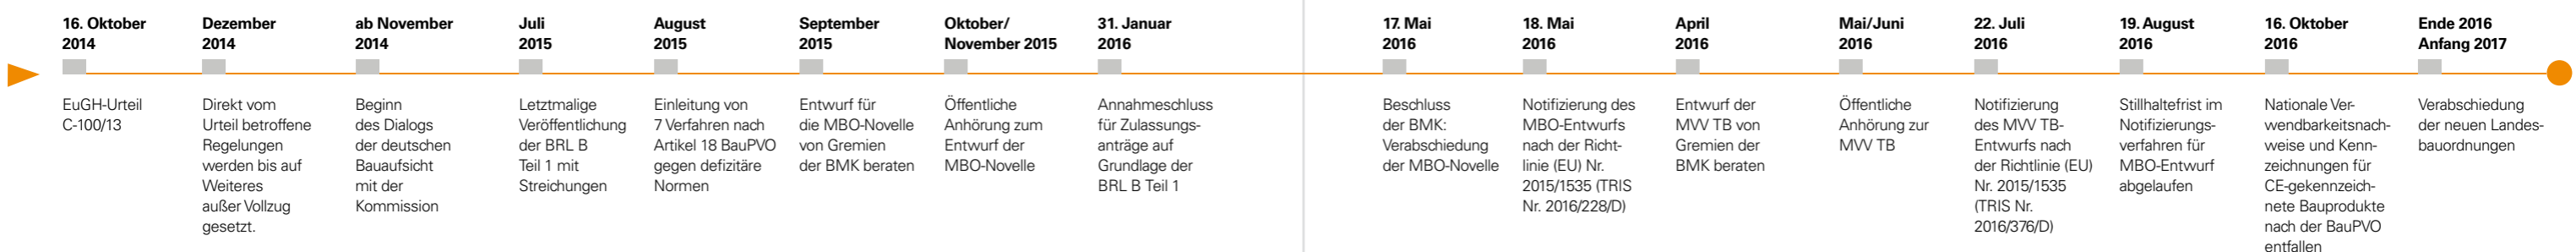 16. Oktober
2014
EuGH-Urteil
C-100/13
Dezember
2014
Direkt vom
Urteil betroffene
Regelungen
werden bis auf
Weiteres
außer Vollzug
gesetzt.
ab November
2014
Beginn
des Dialogs
der deutschen
Bauaufsicht
mit der
Kommission
Juli
2015
Letztmalige
Veröffentlichung
der BRL B
Teil 1 mit
Streichungen
August
2015
Einleitung von
7 Verfahren nach
Artikel 18 BauPVO
gegen defizitäre
Normen
September
2015
Entwurf für
die MBO-Novelle
von Gremien
der BMK beraten
Oktober/
November 2015
Öffentliche
Anhörung zum
Entwurf der
MBO-Novelle
31. Januar
2016
Annahmeschluss
für Zulassungs-
anträge auf
Grundlage der
BRL B Teil 1
17. Mai
2016
Beschluss
der BMK:
Verabschiedung
der MBO-Novelle
18. Mai
2016
Notifizierung des
MBO-Entwurfs
nach der Richt-
linie (EU) Nr.
2015/1535 (TRIS
Nr. 2016/228/D)
April
2016
Entwurf der
MVV TB von
Gremien der
BMK beraten
Mai/Juni
2016
Öffentliche
Anhörung zur
MVV TB
22. Juli
2016
Notifizierung
des MVV TB-
Entwurfs nach
der Richtlinie (EU)
Nr. 2015/1535
(TRIS Nr.
2016/376/D)
19. August
2016
Stillhaltefrist im
Notifizierungs-
verfahren für
MBO-Entwurf
abgelaufen
16. Oktober
2016
Nationale Ver-
wendbarkeitsnach-
weise und Kenn-
zeichnungen für
CE-gekennzeich-
nete Bauprodukte
nach der BauPVO
entfallen
Ende 2016
Anfang 2017
Verabschiedung
der neuen Landes-
bauordnungen